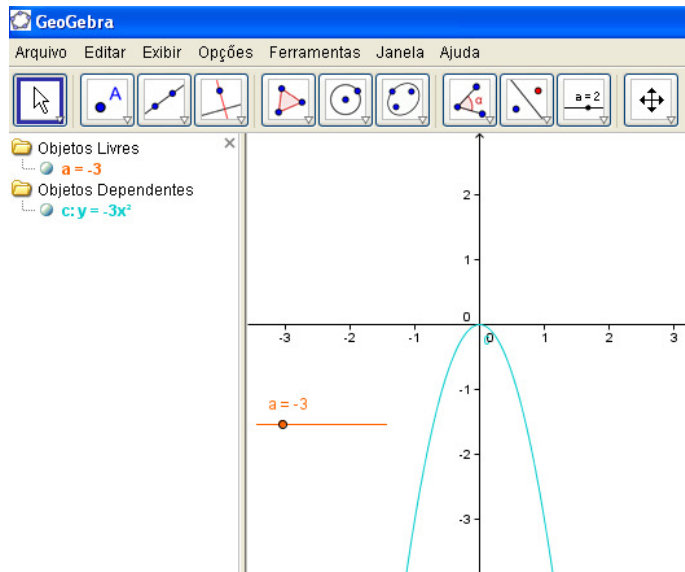 GeoGebra
Arquivo Editar Exibir Opções Ferramentas Janela Ajuda
A
α
a = 2
Objetos Livres
a = -3
Objetos Dependentes
c: y = -3x²
2
1
0
-3 -2 -1 0 1 2 3
c
-1
a = -3
-2
-3